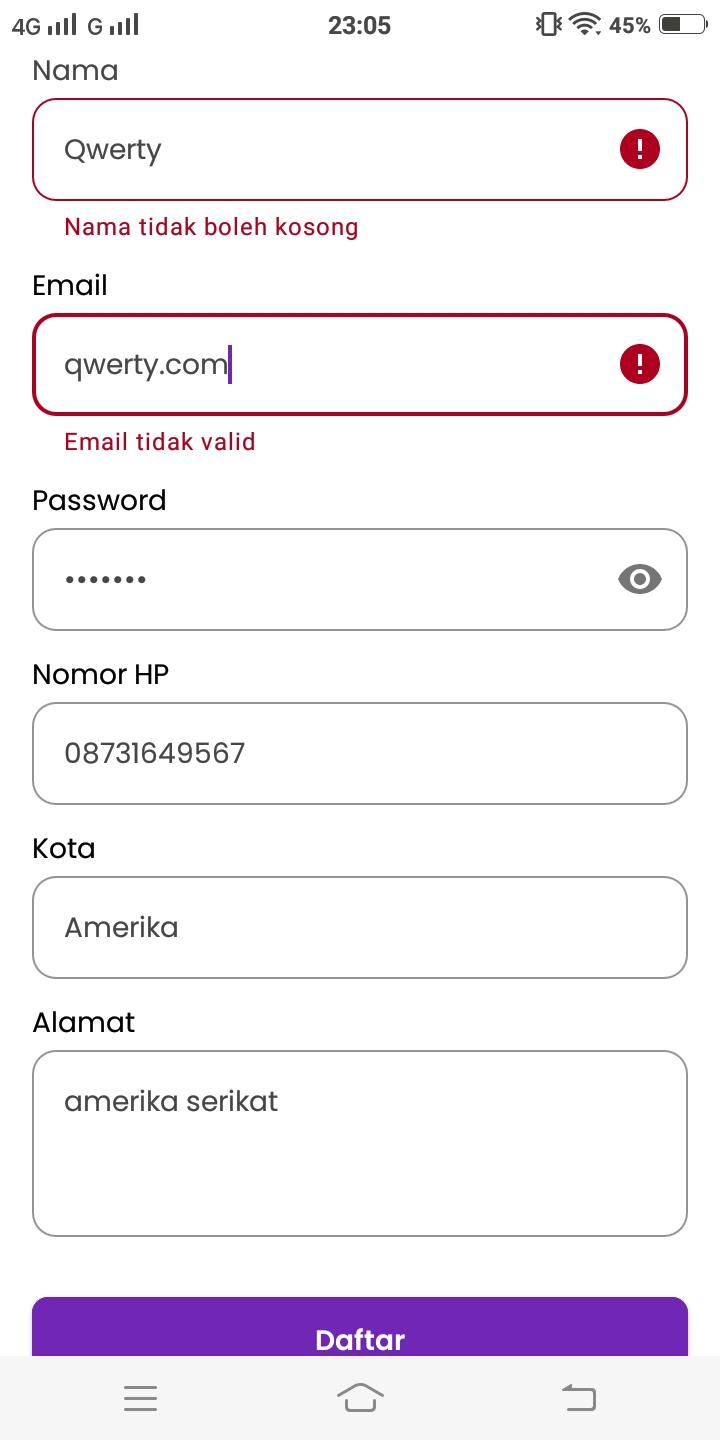 4G G 23:05 45%
Nama
Qwerty
Nama tidak boleh kosong
Email
qwerty.com
Email tidak valid
Password
•••••••
Nomor HP
08731649567
Kota
Amerika
Alamat
amerika serikat
Daftar